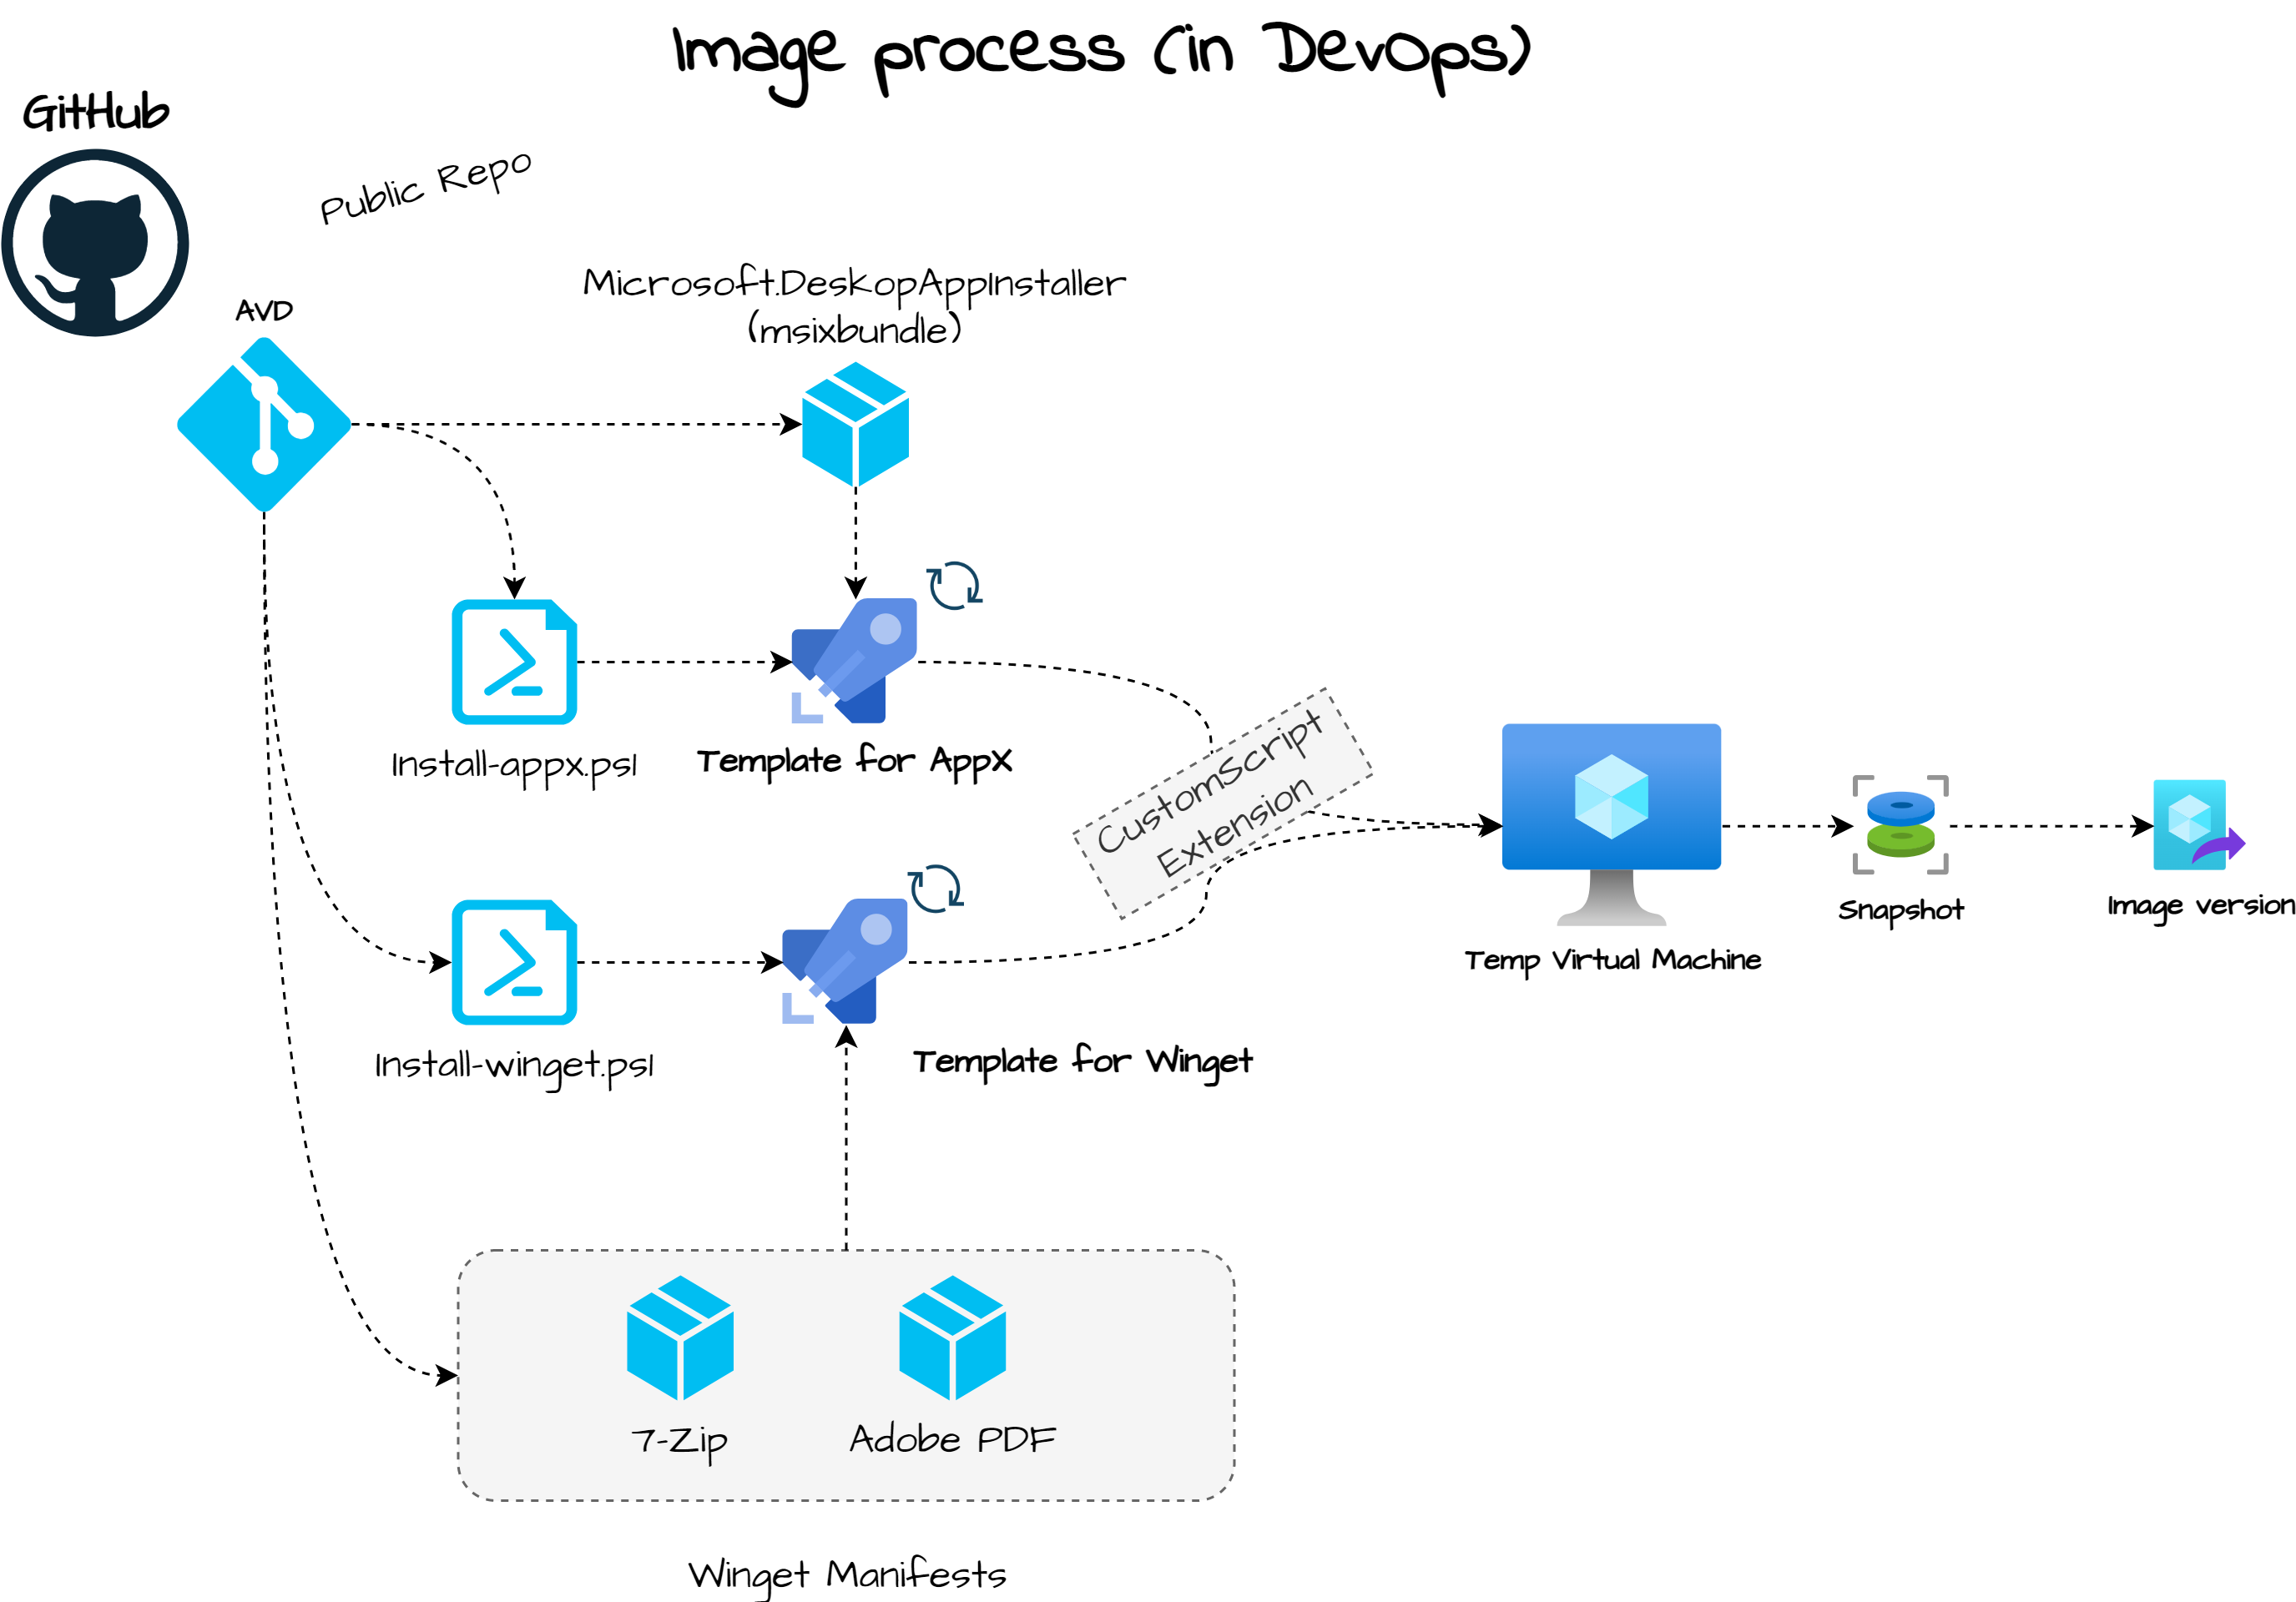 Image process (in DevOps)
GitHub
Public Repo
AVD
Microsoft.DeskopAppInstaller
(msixbundle)
Install-appx.ps1
Template for AppX
CustomScript
Extension
Temp Virtual Machine
Snapshot
Image version
Install-winget.ps1
Template for Winget
7-Zip
Adobe PDF
Winget Manifests